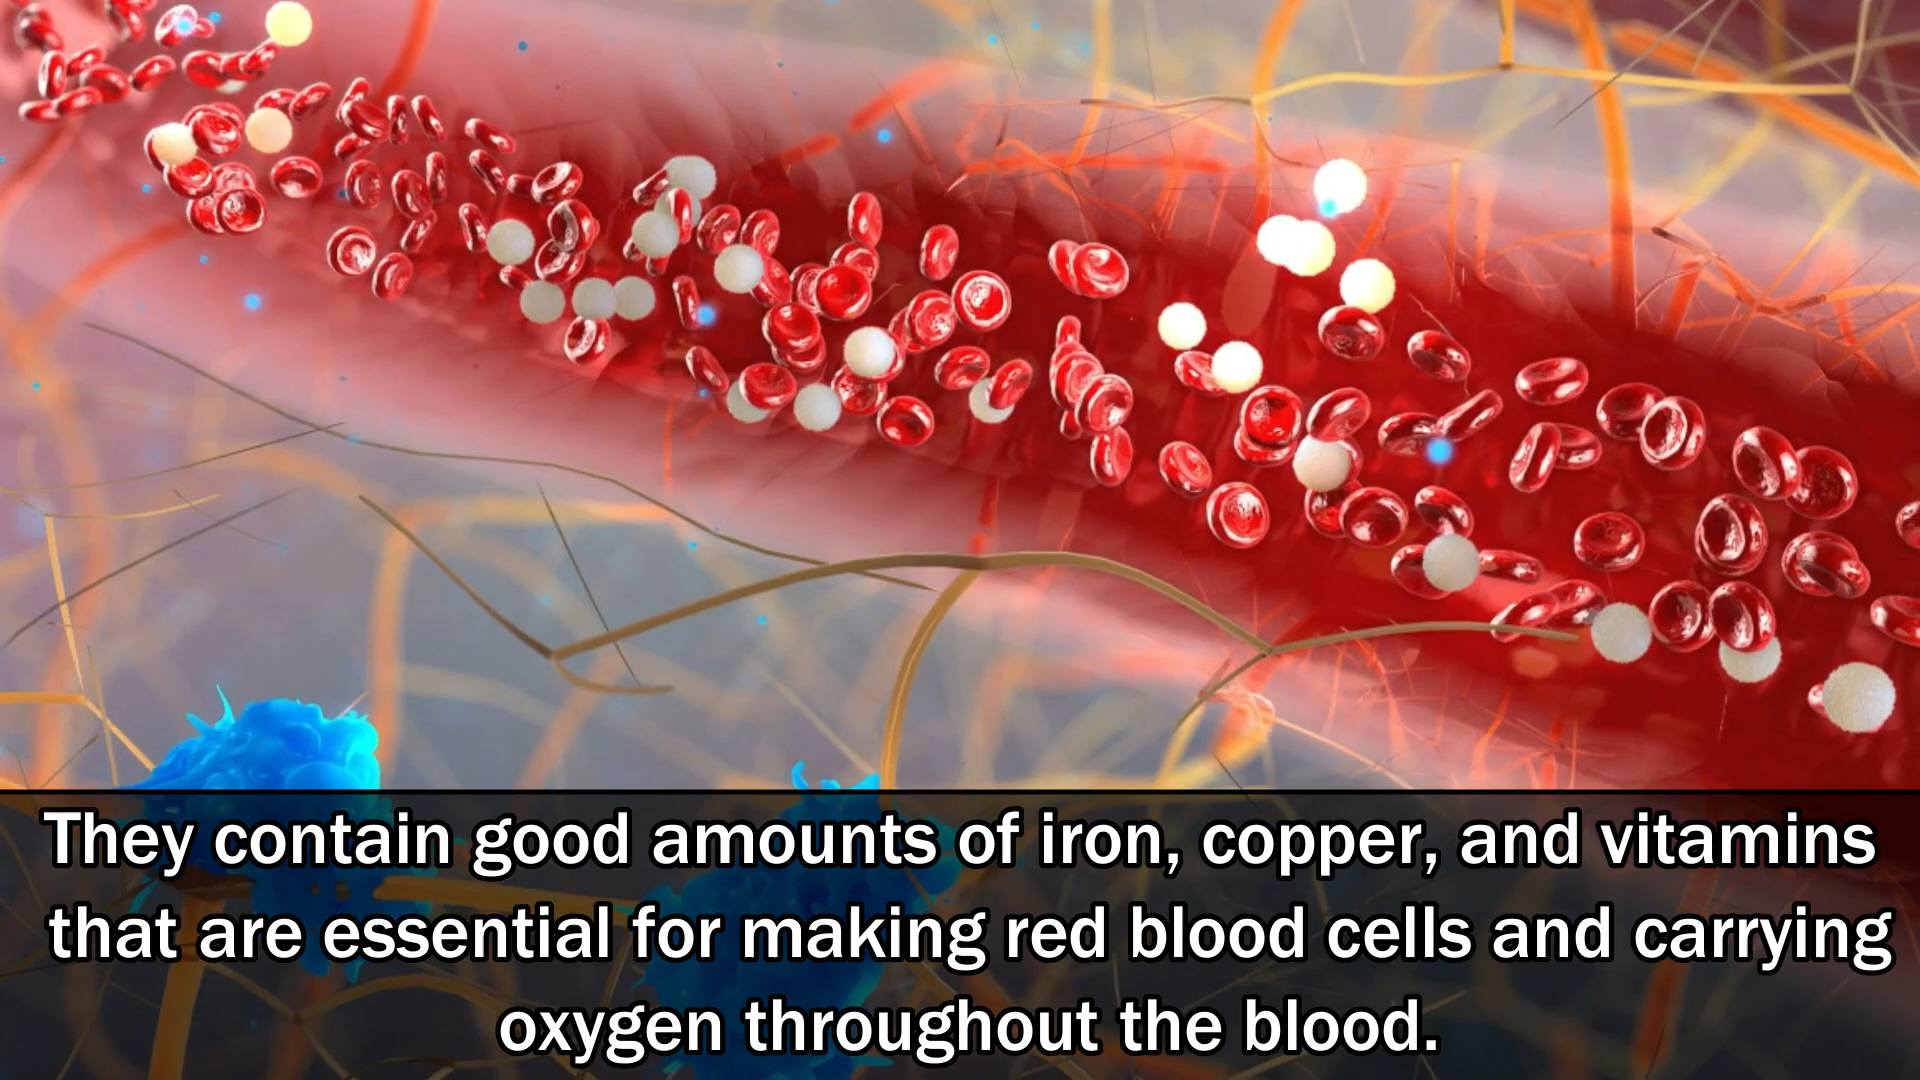 They contain good amounts of iron, copper, and vitamins
that are essential for making red blood cells and carrying
oxygen throughout the blood.